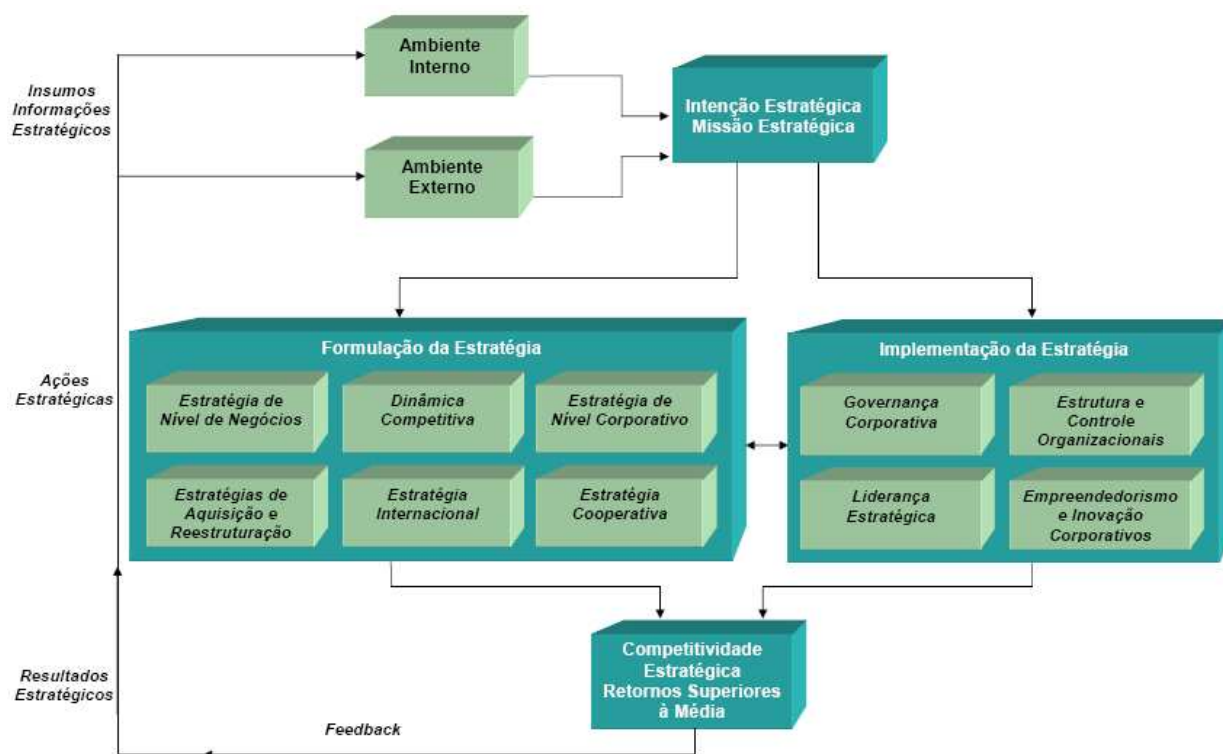 Insumos
Informações
Estratégicos
Ambiente
Interno
Ambiente
Externo
Intenção Estratégica
Missão Estratégica
Ações
Estratégicas
Formulação da Estratégia
Estratégia de
Nível de Negócios
Dinâmica
Competitiva
Estratégia de
Nível Corporativo
Estratégias de
Aquisição e
Reestruturação
Estratégia
Internacional
Estratégia
Cooperativa
Implementação da Estratégia
Governança
Corporativa
Estrutura e
Controle
Organizacionais
Liderança
Estratégica
Empreendedorismo
e Inovação
Corporativos
Resultados
Estratégicos
Competitividade
Estratégica
Retornos Superiores
à Média
Feedback